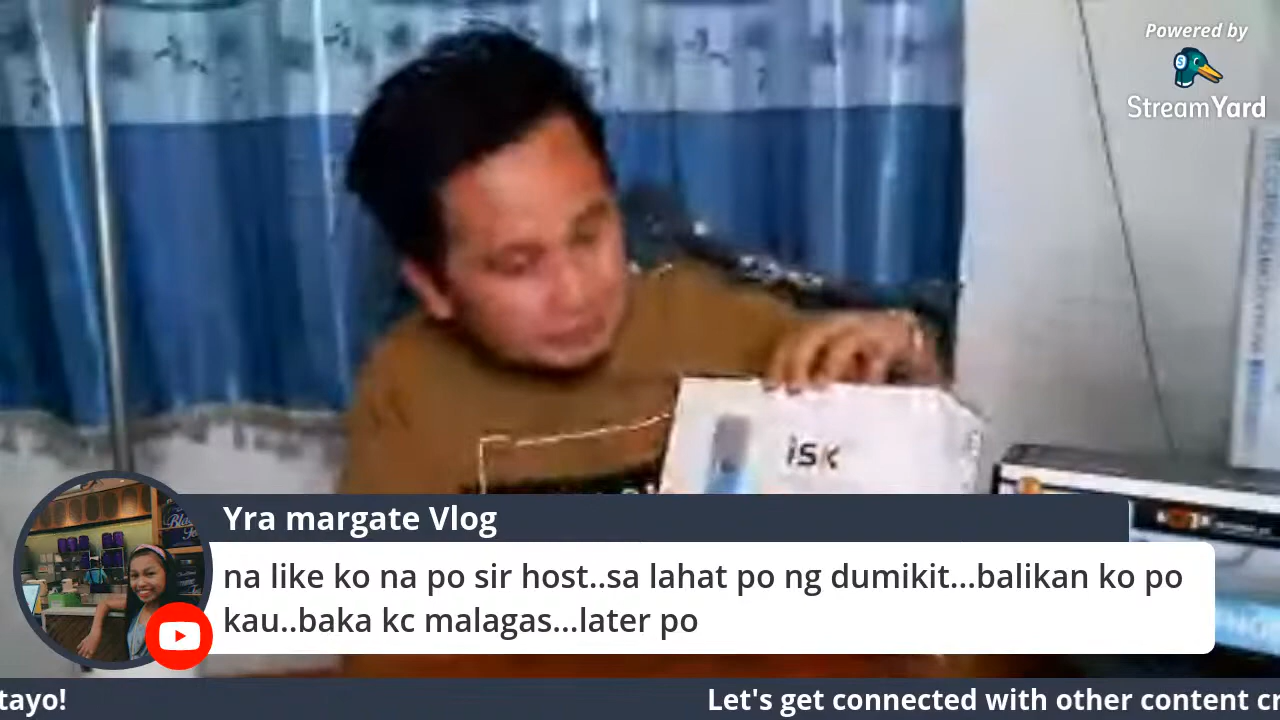 Powered by
StreamYard
isk
Yra margate Vlog
na like ko na po sir host..sa lahat po ng dumikit...balikan ko po
kau..baka kc malagas...later po
tayo!
Let's get connected with other content cr